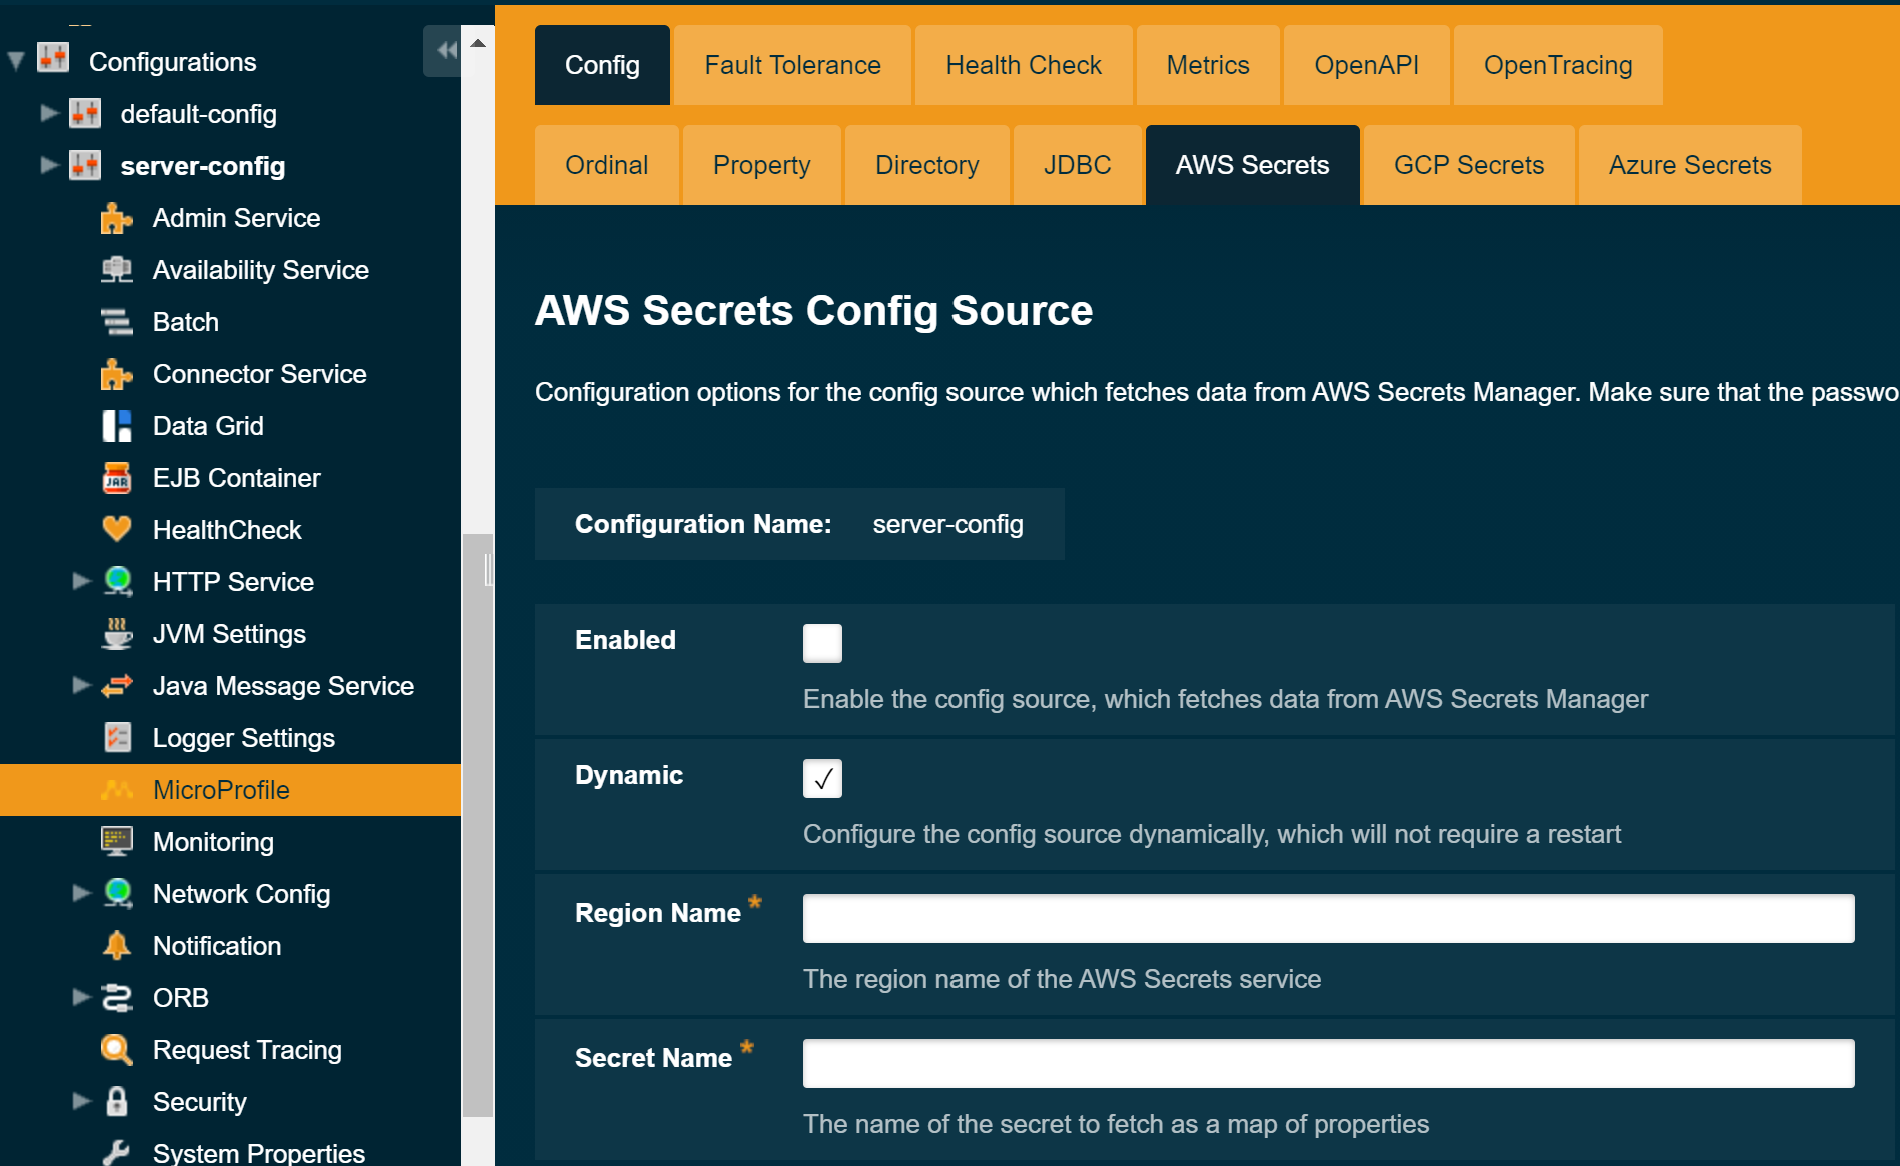 Configurations
default-config
server-config
Admin Service
Availability Service
Batch
Connector Service
Data Grid
JAR
EJB Container
HealthCheck
HTTP Service
JVM Settings
Java Message Service
Logger Settings
MicroProfile
Monitoring
Network Config
Notification
ORB
Request Tracing
Security
System Properties
Config Fault Tolerance Health Check Metrics OpenAPI OpenTracing
Ordinal Property Directory JDBC AWS Secrets GCP Secrets Azure Secrets
AWS Secrets Config Source
Configuration options for the config source which fetches data from AWS Secrets Manager. Make sure that the passwo
Configuration Name: server-config
Enabled
Enable the config source, which fetches data from AWS Secrets Manager
Dynamic
Configure the config source dynamically, which will not require a restart
Region Name *
The region name of the AWS Secrets service
Secret Name *
The name of the secret to fetch as a map of properties